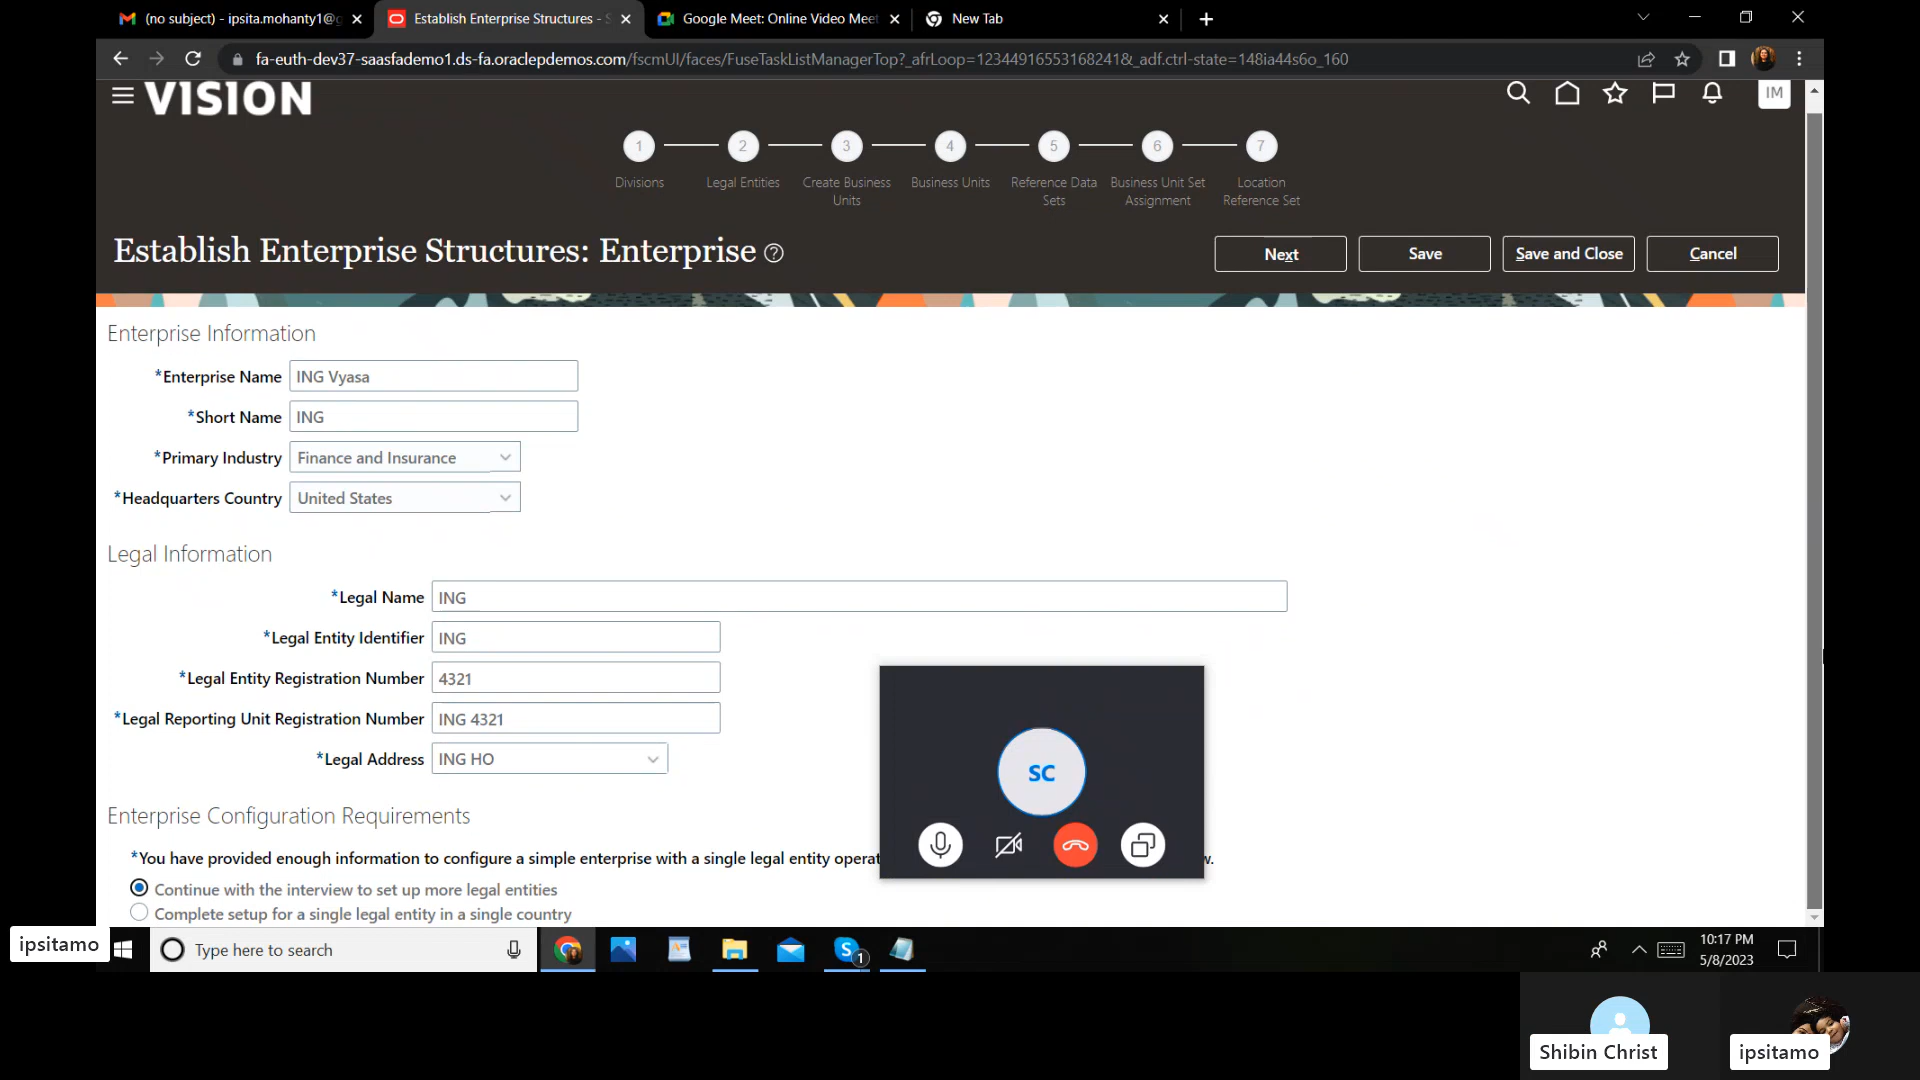 (no subject) - ipsita.mohanty1@g
Establish Enterprise Structures - S
Google Meet: Online Video Meet
New Tab
fa-euth-dev37-saasfademo1.ds-fa.oraclepdemos.com/fscmUI/faces/FuseTaskListManagerTop?_afrLoop=12344916553168241&_adf.ctrl-state=148ia44s6o_160
VISION
IM
1 2 3 4 5 6 7
Divisions
Legal Entities
Create Business Units
Business Units
Reference Data Sets
Business Unit Set Assignment
Location Reference Set
Establish Enterprise Structures: Enterprise
Next
Save
Save and Close
Cancel
Enterprise Information
*Enterprise Name ING Vyasa
*Short Name ING
*Primary Industry Finance and Insurance
*Headquarters Country United States
Legal Information
*Legal Name ING
*Legal Entity Identifier ING
*Legal Entity Registration Number 4321
*Legal Reporting Unit Registration Number ING 4321
*Legal Address ING HO
SC
Enterprise Configuration Requirements
*You have provided enough information to configure a simple enterprise with a single legal entity operat
w.
Continue with the interview to set up more legal entities
Complete setup for a single legal entity in a single country
ipsitamo
Type here to search
S
1
10:17 PM
5/8/2023
Shibin Christ
ipsitamo